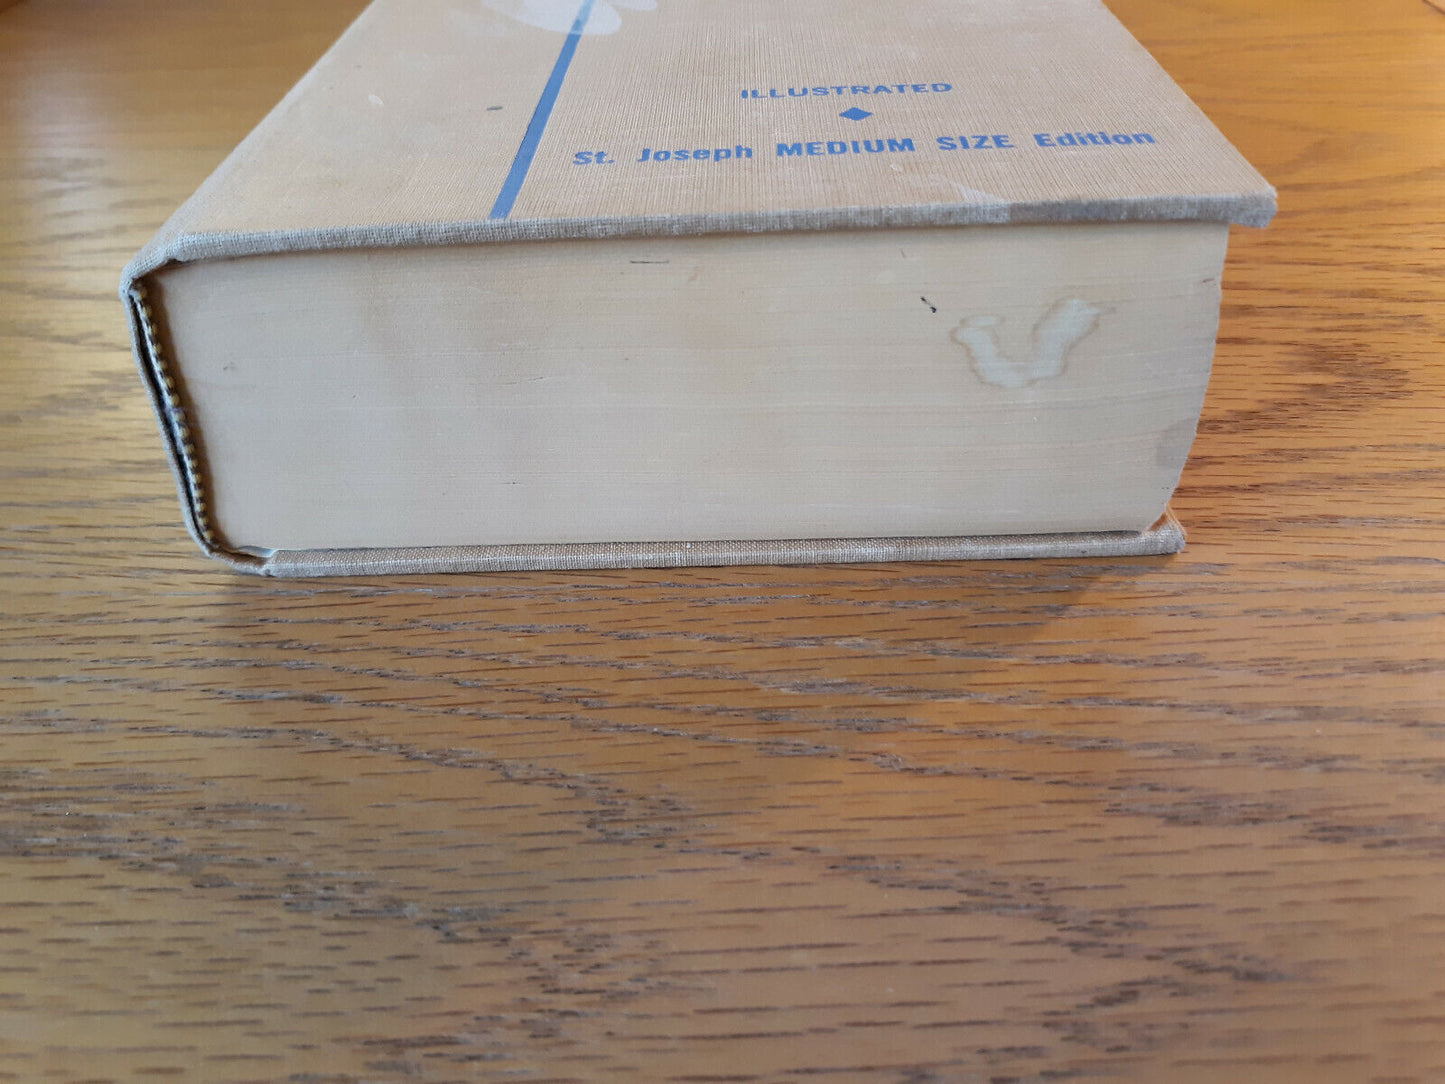 ILLUSTRATED
St. Joseph MEDIUM SIZE Edition